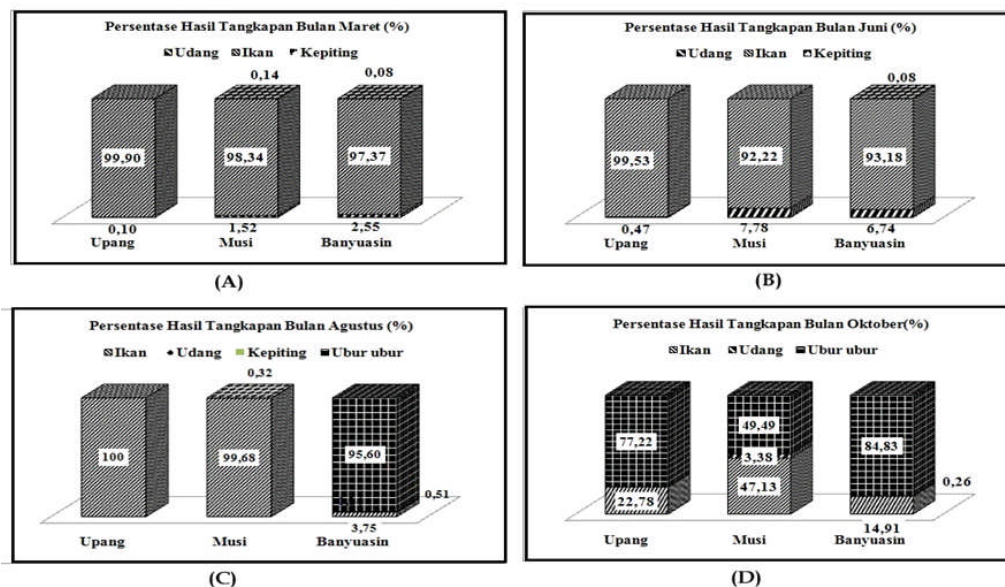 Persentase Hasil Tangkapan Bulan Maret (%)
Udang Ikan Kepiting
0,14 0,08
99,90 98,34 97,37
0,10 1,52 2,55
Upang Musi Banyuasin
(A)
Persentase Hasil Tangkapan Bulan Juni (%)
Udang Ikan Kepiting
0,08
99,53 92,22 93,18
0,47 7,78 6,74
Upang Musi Banyuasin
(B)
Persentase Hasil Tangkapan Bulan Agustus (%)
Ikan Udang Kepiting Ubur ubur
0,32
100 99,68 95,60
0,51
3,75
Upang Musi Banyuasin
(C)
Persentase Hasil Tangkapan Bulan Oktober(%)
Ikan Udang Ubur ubur
77,22 49,49 84,83
3,38
0,26
22,78 47,13
14,91
Upang Musi Banyuasin
(D)